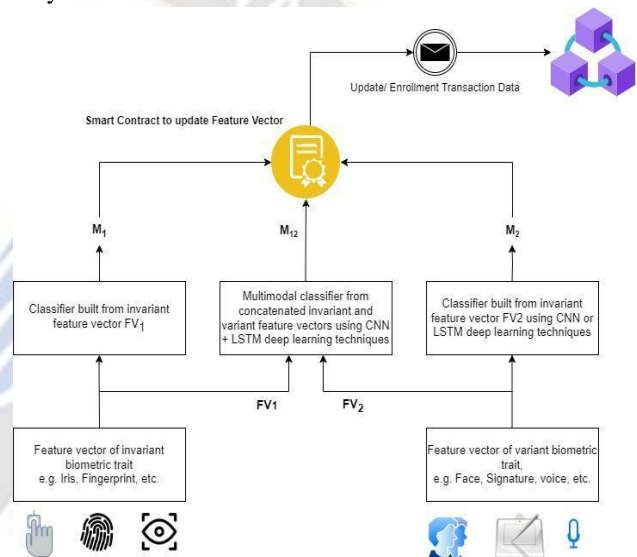 Update/ Enrollment Transaction Data
Smart Contract to update Feature Vector
M1
M12
M2
Classifier built from invariant
feature vector FV1
Multimodal classifier from
concatenated invariant and
variant feature vectors using CNN
+ LSTM deep learning techniques
Classifier built from invariant
feature vector FV2 using CNN or
LSTM deep learning techniques
FV1
FV2
Feature vector of invariant
biometric trait
e.g. Iris, Fingerprint, etc.
Feature vector of variant biometric
trait,
e.g. Face, Signature, voice, etc.